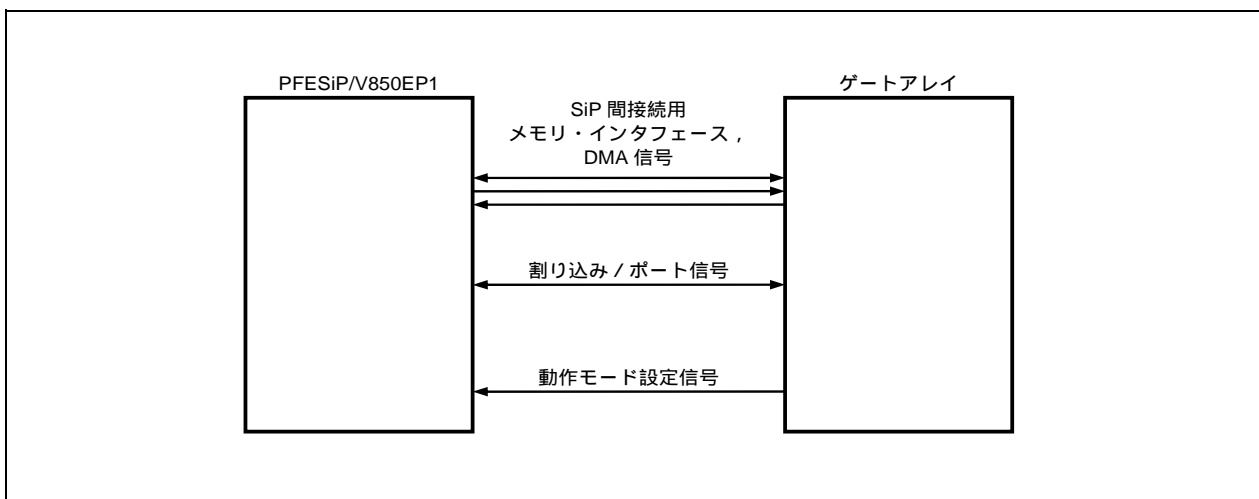 PFESiP/V850EP1
ゲートアレイ
SiP 間接続用
メモリ・インタフェース，
DMA 信号
割り込み / ポート信号
動作モード設定信号